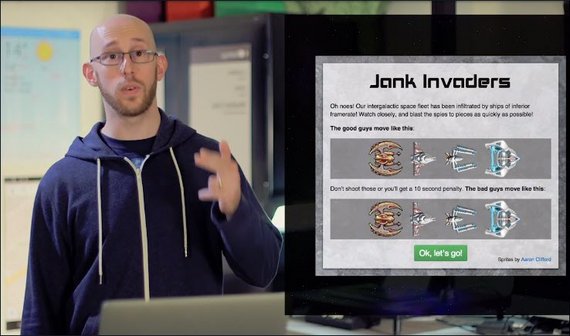 Jank Invaders
Oh noes! Our intergalactic space fleet has been infiltrated by ships of inferior
framerate! Watch closely, and blast the spies to pieces as quickly as possible!
The good guys move like this:
Don't shoot those or you'll get a 10 second penalty. The bad guys move like this:
Ok, let's go!
Sprites by Aaron Clifford